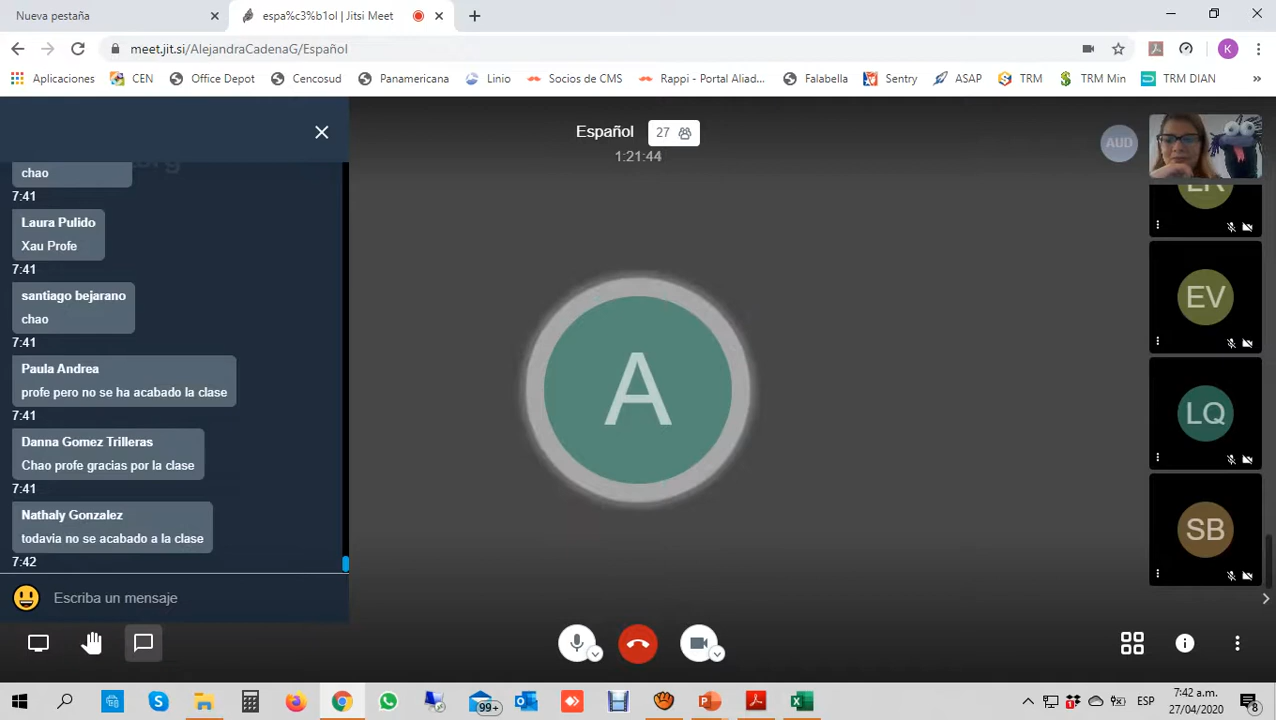 Nueva pestaña
espa%c3%b1ol | Jitsi Meet
meet.jit.si/AlejandraCadenaG/Español
K
Aplicaciones
CEN
Office Depot
Cencosud
Panamericana
Linio
Socios de CMS
Rappi - Portal Aliad...
Falabella
Sentry
ASAP
TRM
TRM Min
TRM DIAN
»
Español
27
1:21:44
AUD
chao
7:41
Laura Pulido
Xau Profe
7:41
santiago bejarano
chao
7:41
Paula Andrea
profe pero no se ha acabado la clase
7:41
Danna Gomez Trilleras
Chao profe gracias por la clase
7:41
Nathaly Gonzalez
todavia no se acabado a la clase
7:42
Escriba un mensaje
A
EV
LQ
SB
99+
ESP
7:42 a.m.
27/04/2020
8